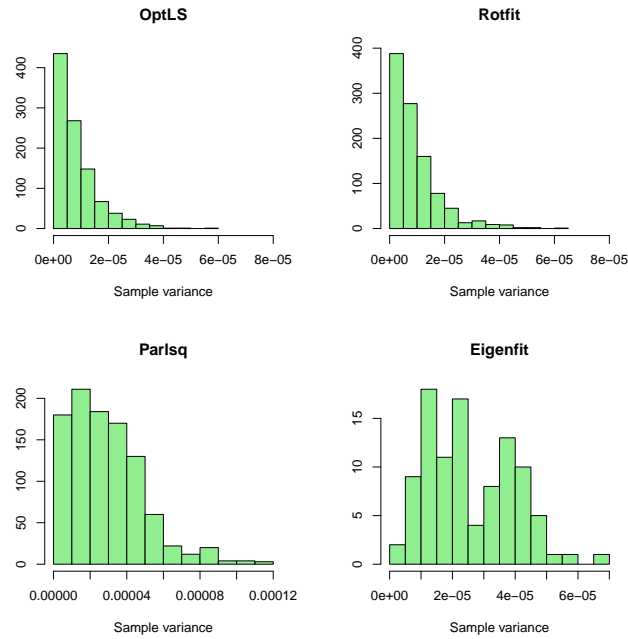 OptLS
0 100 200 300 400
0e+00 2e-05 4e-05 6e-05 8e-05
Sample variance
Rotfit
0 100 200 300 400
0e+00 2e-05 4e-05 6e-05 8e-05
Sample variance
Parlsq
0 50 100 150 200
0.00000 0.00004 0.00008 0.00012
Sample variance
Eigenfit
0 5 10 15
0e+00 2e-05 4e-05 6e-05
Sample variance